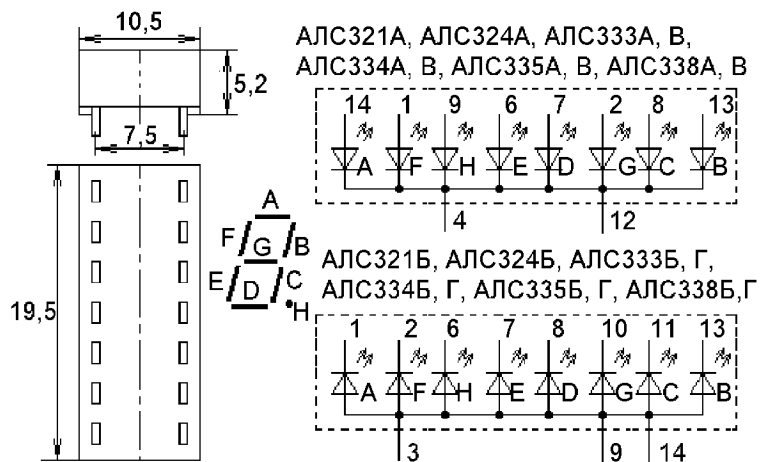 10,5
5,2
7,5
19,5
A
F G B
E D C
H
АЛС321А, АЛС324А, АЛС333А, В,
АЛС334А, В, АЛС335А, В, АЛС338А, В
14 1 9 6 7 2 8 13
A F H E D G C B
4 12
АЛС321Б, АЛС324Б, АЛС333Б, Г,
АЛС334Б, Г, АЛС335Б, Г, АЛС338Б,Г
1 2 6 7 8 10 11 13
A F H E D G C B
3 9 14